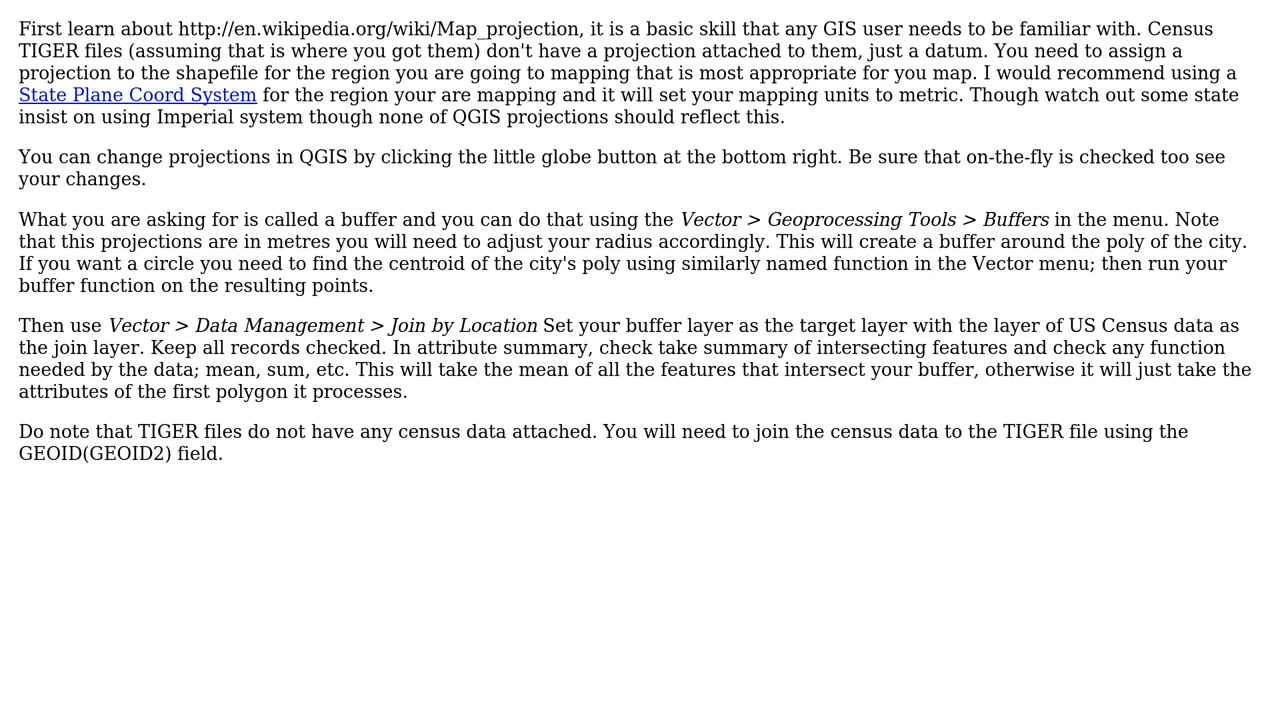 First learn about http://en.wikipedia.org/wiki/Map_projection, it is a basic skill that any GIS user needs to be familiar with. Census
TIGER files (assuming that is where you got them) don't have a projection attached to them, just a datum. You need to assign a
projection to the shapefile for the region you are going to mapping that is most appropriate for you map. I would recommend using a
State Plane Coord System for the region your are mapping and it will set your mapping units to metric. Though watch out some state
insist on using Imperial system though none of QGIS projections should reflect this.
You can change projections in QGIS by clicking the little globe button at the bottom right. Be sure that on-the-fly is checked too see
your changes.
What you are asking for is called a buffer and you can do that using the Vector > Geoprocessing Tools > Buffers in the menu. Note
that this projections are in metres you will need to adjust your radius accordingly. This will create a buffer around the poly of the city.
If you want a circle you need to find the centroid of the city's poly using similarly named function in the Vector menu; then run your
buffer function on the resulting points.
Then use Vector > Data Management > Join by Location Set your buffer layer as the target layer with the layer of US Census data as
the join layer. Keep all records checked. In attribute summary, check take summary of intersecting features and check any function
needed by the data; mean, sum, etc. This will take the mean of all the features that intersect your buffer, otherwise it will just take the
attributes of the first polygon it processes.
Do note that TIGER files do not have any census data attached. You will need to join the census data to the TIGER file using the
GEOID(GEOID2) field.